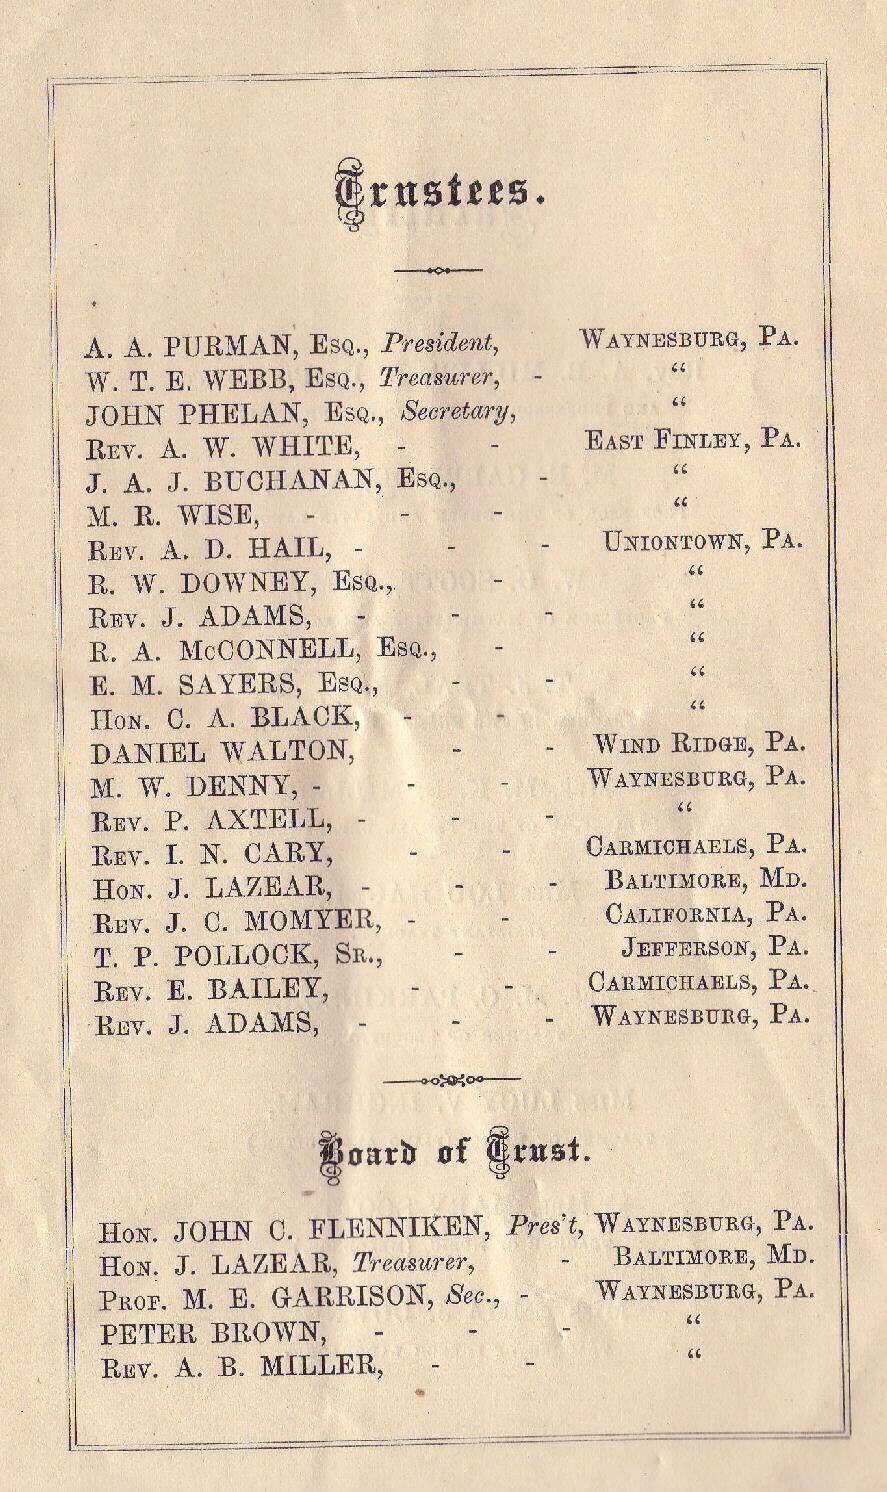 Trustees.
A. A. PURMAN, Esq., President, Waynesburg, Pa.
W. T. E. WEBB, Esq., Treasurer, - “
JOHN PHELAN, Esq., Secretary, “
Rev. A. W. WHITE, - - East Finley, Pa.
J. A. J. BUCHANAN, Esq., - “
M. R. WISE, - - - “
Rev. A. D. HAIL, - - - Uniontown, Pa.
R. W. DOWNEY, Esq., - “
Rev. J. ADAMS, - - - “
R. A. McCONNELL, Esq., - “
E. M. SAYERS, Esq., - - “
Hon. C. A. BLACK, - - “
DANIEL WALTON, - - Wind Ridge, Pa.
M. W. DENNY, - - - Waynesburg, Pa.
Rev. P. AXTELL, - - - “
Rev. I. N. CARY, - - Carmichaels, Pa.
Hon. J. LAZEAR, - - - Baltimore, Md.
Rev. J. C. MOMYER, - - California, Pa.
T. P. POLLOCK, Sr., - - Jefferson, Pa.
Rev. E. BAILEY, - - Carmichaels, Pa.
Rev. J. ADAMS, - - - Waynesburg, Pa.
Board of Trust.
Hon. JOHN C. FLENNIKEN, Pres't, Waynesburg, Pa.
Hon. J. LAZEAR, Treasurer, - Baltimore, Md.
Prof. M. E. GARRISON, Sec., - Waynesburg, Pa.
PETER BROWN, - - - “
Rev. A. B. MILLER, - - “